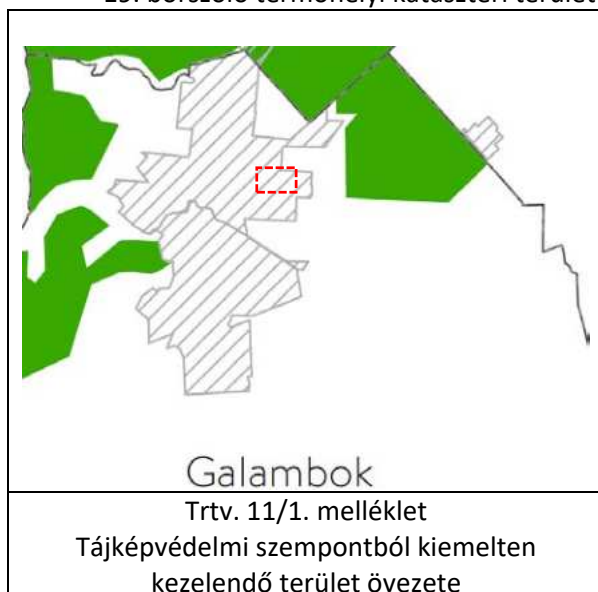 Galambok
Trtv. 11/1. melléklet
Tájképvédelmi szempontból kiemelten
kezelendő terület övezete